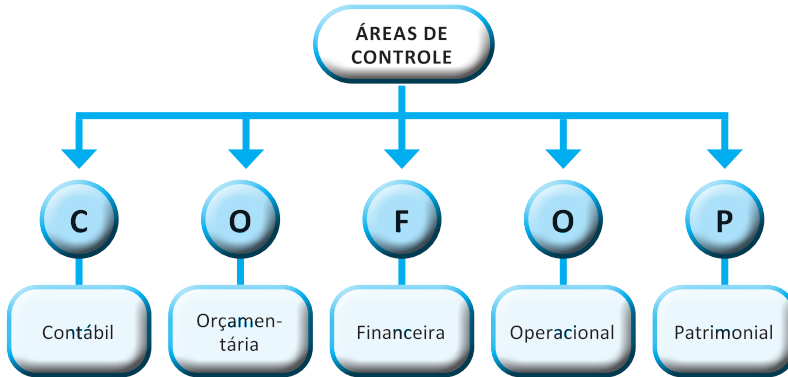 ÁREAS DE
CONTROLE
C
O
F
O
P
Contábil
Orçamen-
tária
Financeira
Operacional
Patrimonial